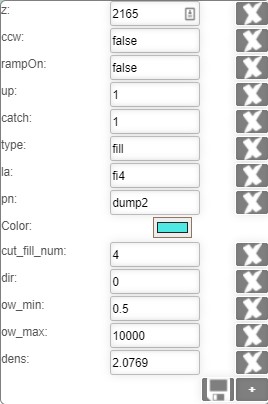 z: 2165
ccw: false
rampOn: false
up: 1
catch: 1
type: fill
la: fi4
pn: dump2
Color:
cut_fill_num: 4
dir: 0
ow_min: 0.5
ow_max: 10000
dens: 2.0769
+